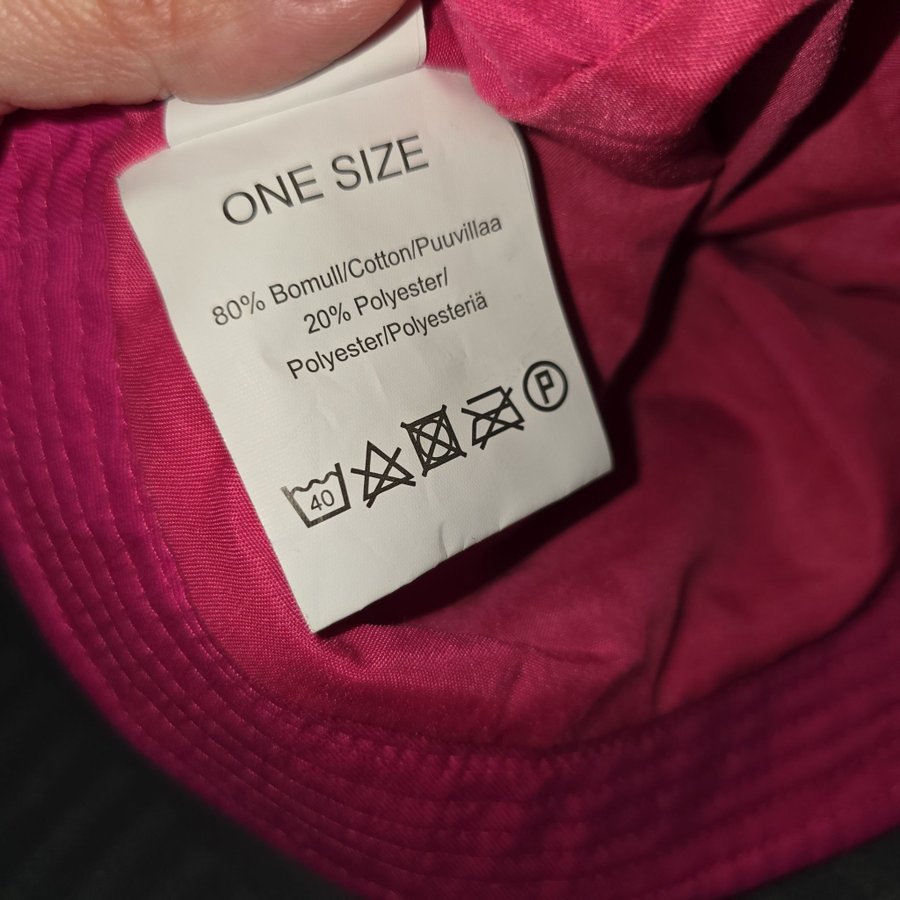 ONE SIZE
80% Bomull/Cotton/Puuvillaa
20% Polyester/
Polyester/Polyesteriä
40 P